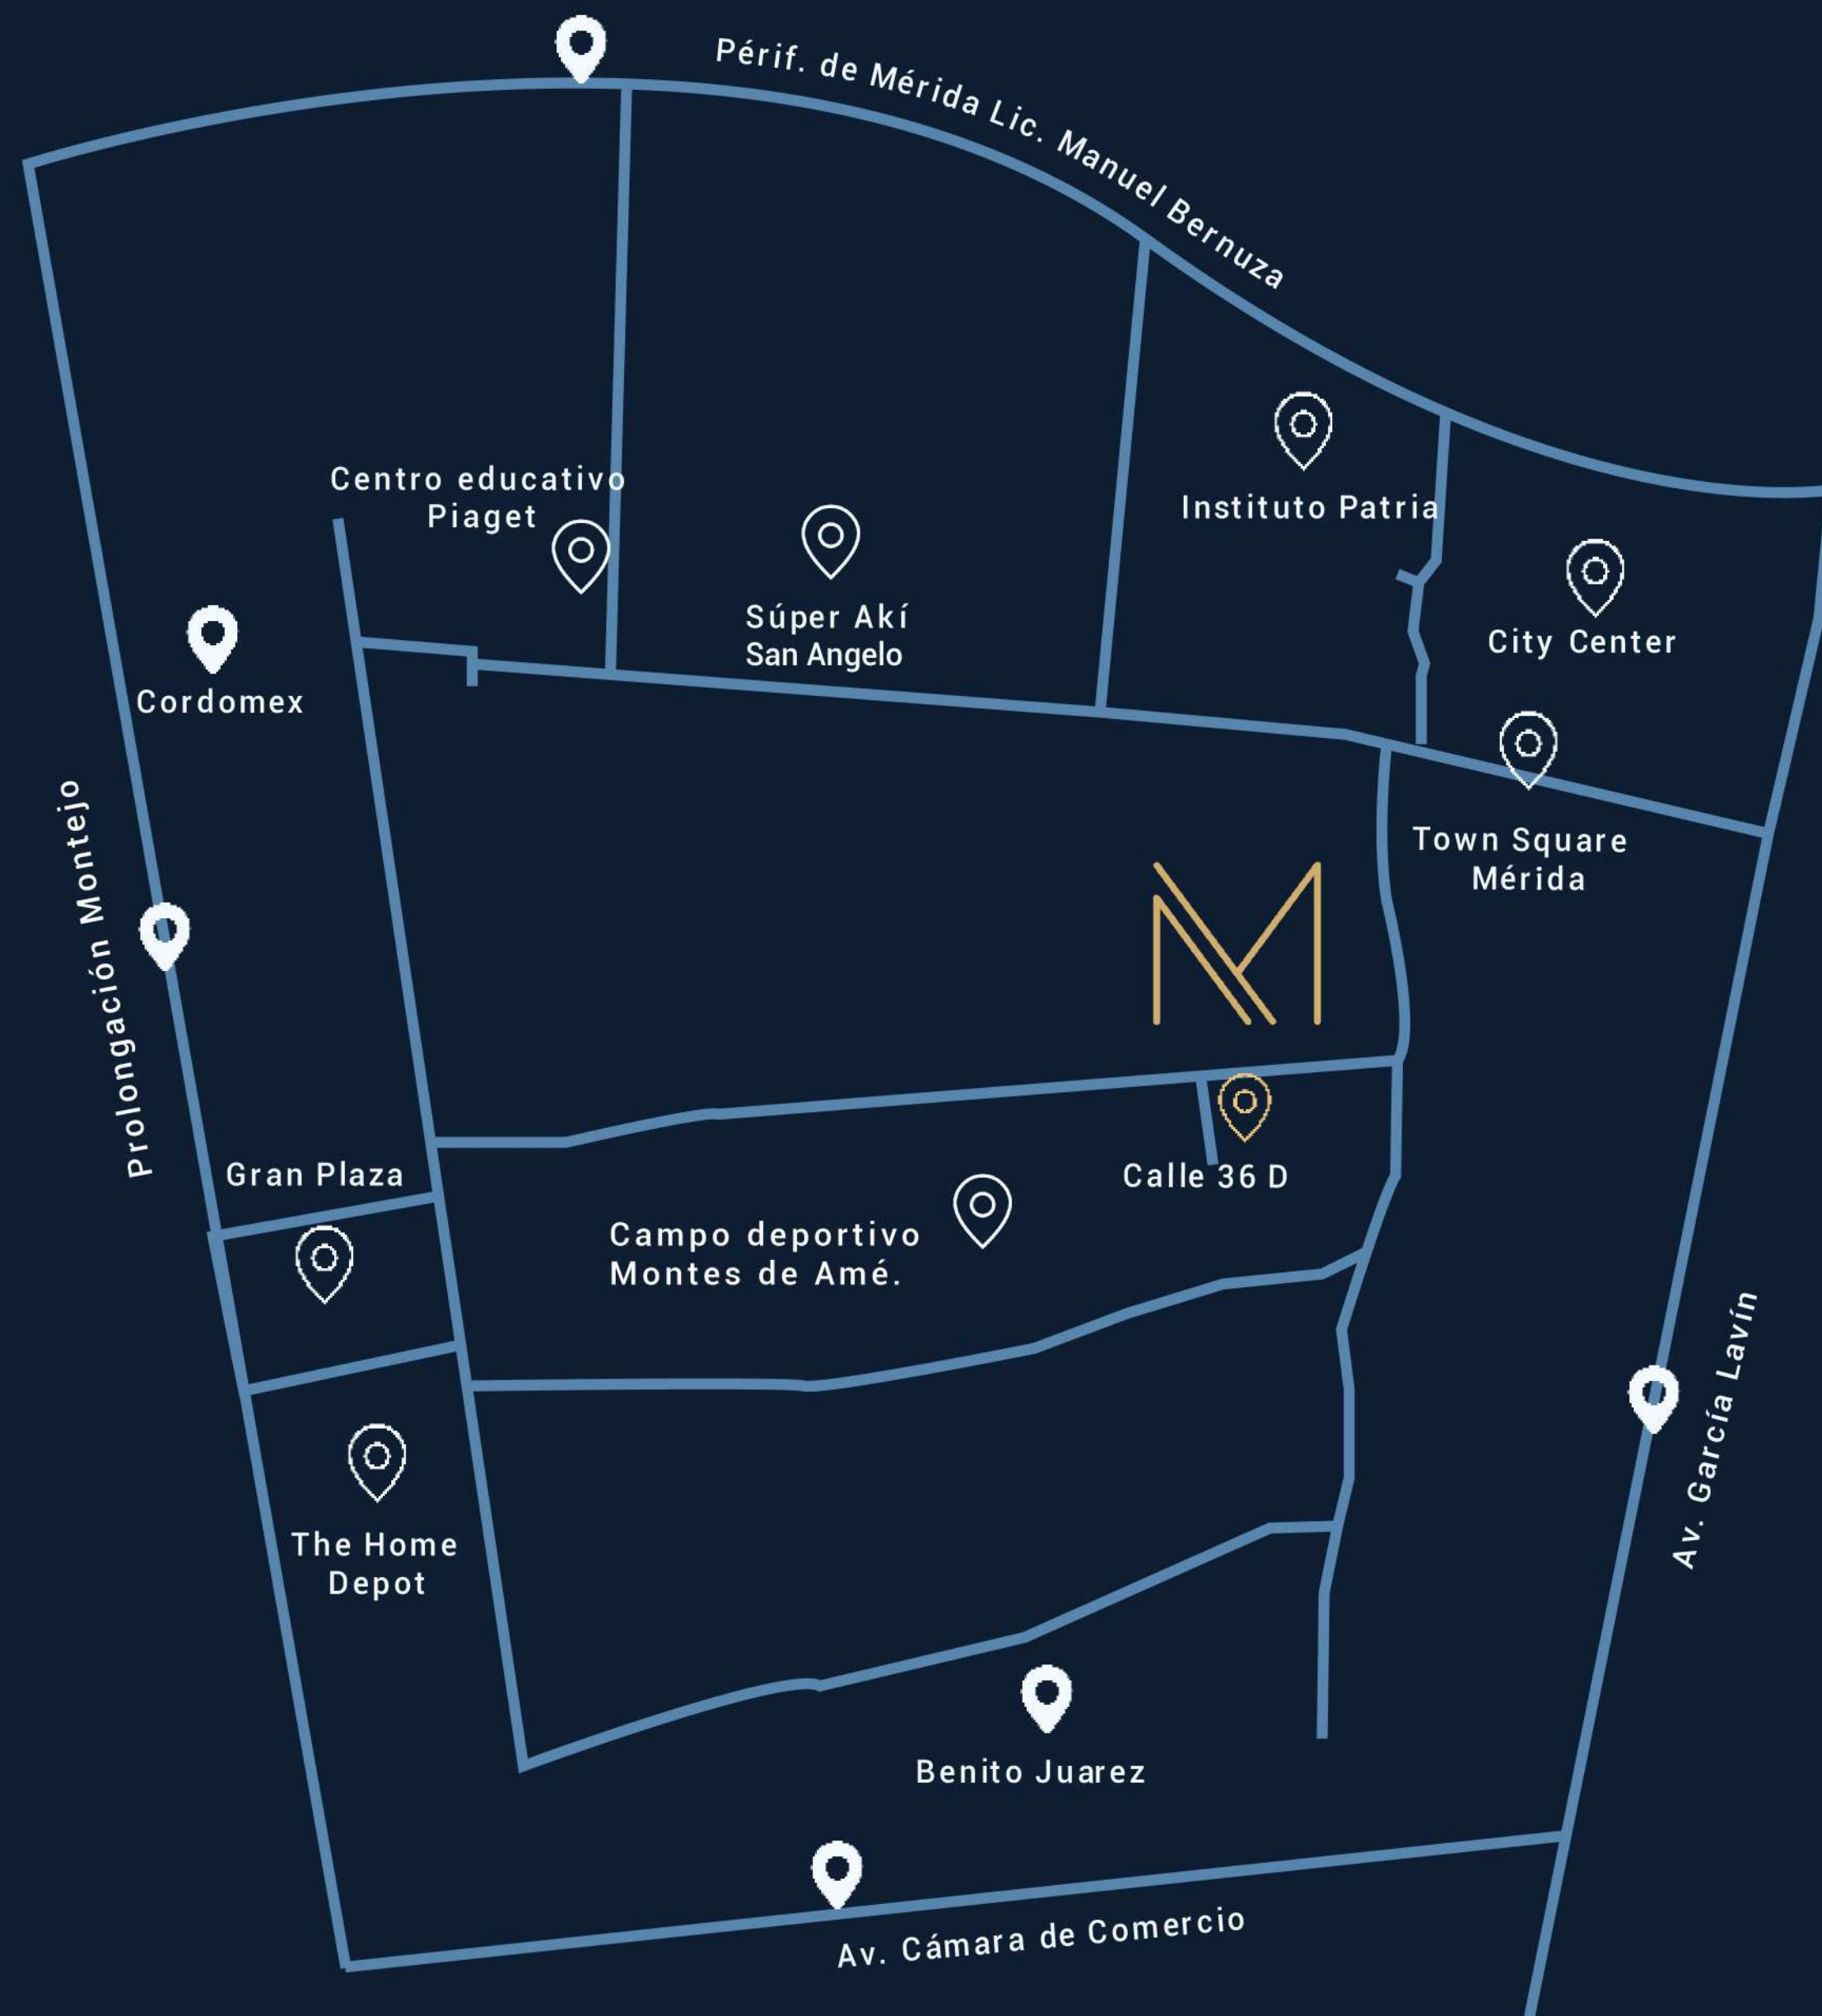 Périf. de Mérida Lic. Manuel Bernuza
Centro educativo
Piaget
Instituto Patria
Súper Akí
San Angelo
City Center
Cordomex
Town Square
Mérida
Prolongación Montejo
Gran Plaza
Calle 36 D
Campo deportivo
Montes de Amé.
Av. García Lavín
The Home
Depot
Benito Juarez
Av. Cámara de Comercio